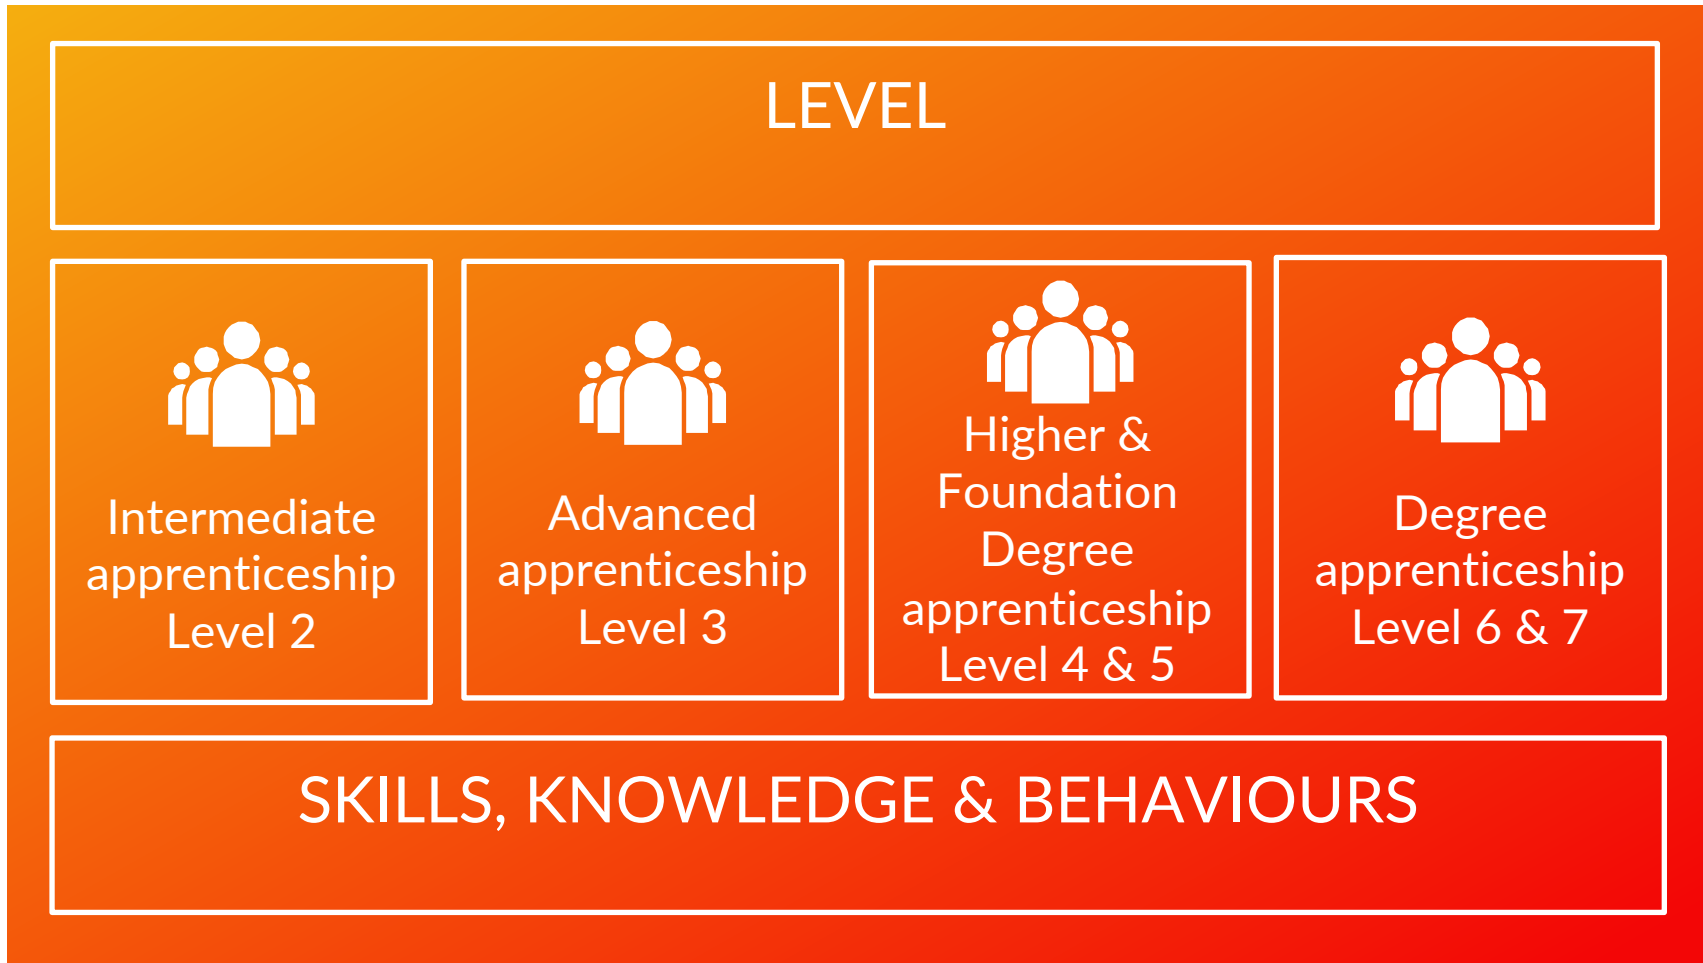 LEVEL
Intermediate
apprenticeship
Level 2
Advanced
apprenticeship
Level 3
Higher &
Foundation
Degree
apprenticeship
Level 4 & 5
Degree
apprenticeship
Level 6 & 7
SKILLS, KNOWLEDGE & BEHAVIOURS